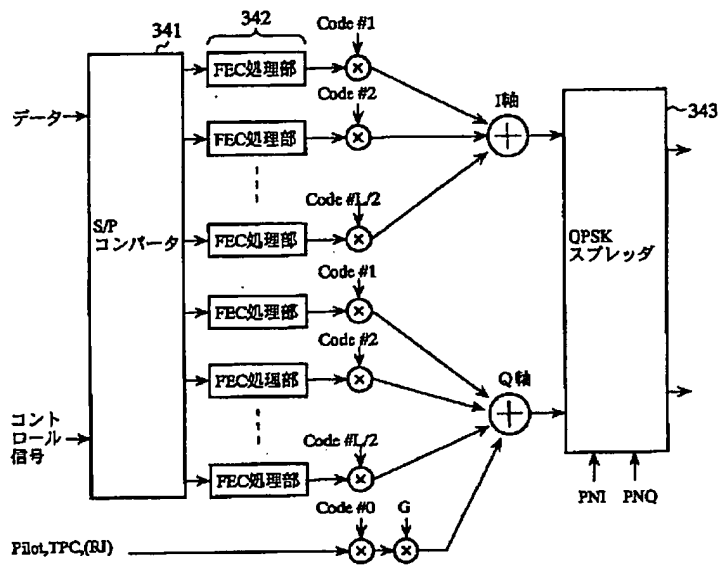 341
342
Code #1
FEC処理部
Code #2
データ
FEC処理部
I軸
343
Code #L/2
S/P
コンバータ
FEC処理部
QPSK
スプレッダ
Code #1
FEC処理部
Code #2
FEC処理部
Q軸
コント
ロール
信号
Code #L/2
FEC処理部
PNI PNQ
Code #0 G
Pilot,TPC,(RI)